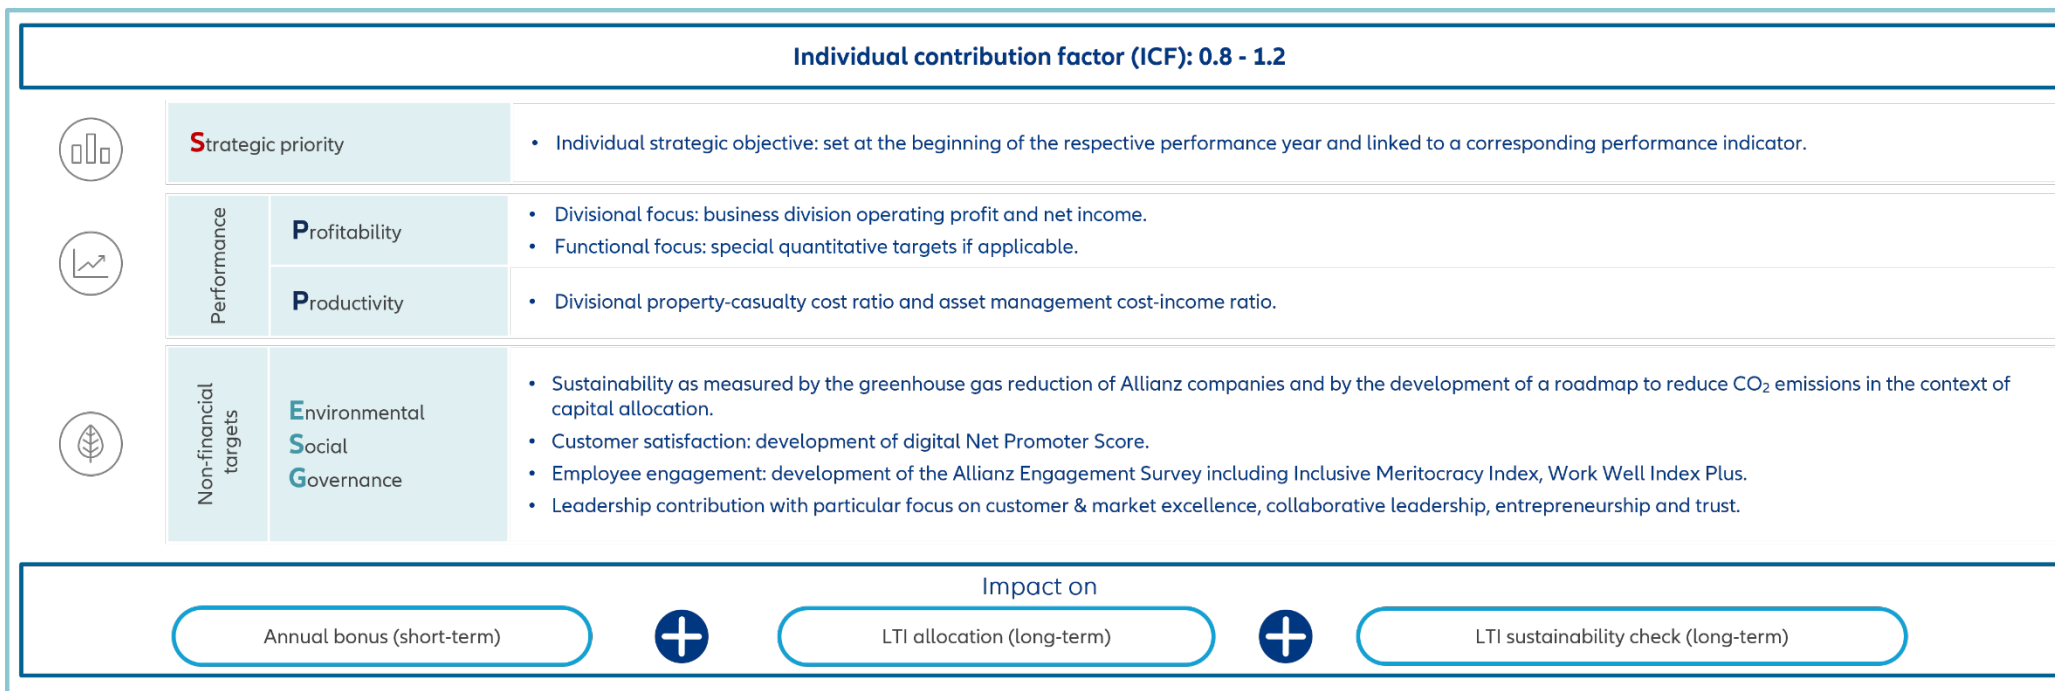 Individual contribution factor (ICF): 0.8 - 1.2
Strategic priority
• Individual strategic objective: set at the beginning of the respective performance year and linked to a corresponding performance indicator.
Performance
Profitability
• Divisional focus: business division operating profit and net income.
• Functional focus: special quantitative targets if applicable.
Productivity
• Divisional property-casualty cost ratio and asset management cost-income ratio.
Non-financial
targets
Environmental
Social
Governance
• Sustainability as measured by the greenhouse gas reduction of Allianz companies and by the development of a roadmap to reduce CO₂ emissions in the context of
capital allocation.
• Customer satisfaction: development of digital Net Promoter Score.
• Employee engagement: development of the Allianz Engagement Survey including Inclusive Meritocracy Index, Work Well Index Plus.
• Leadership contribution with particular focus on customer & market excellence, collaborative leadership, entrepreneurship and trust.
Impact on
Annual bonus (short-term)
LTI allocation (long-term)
LTI sustainability check (long-term)